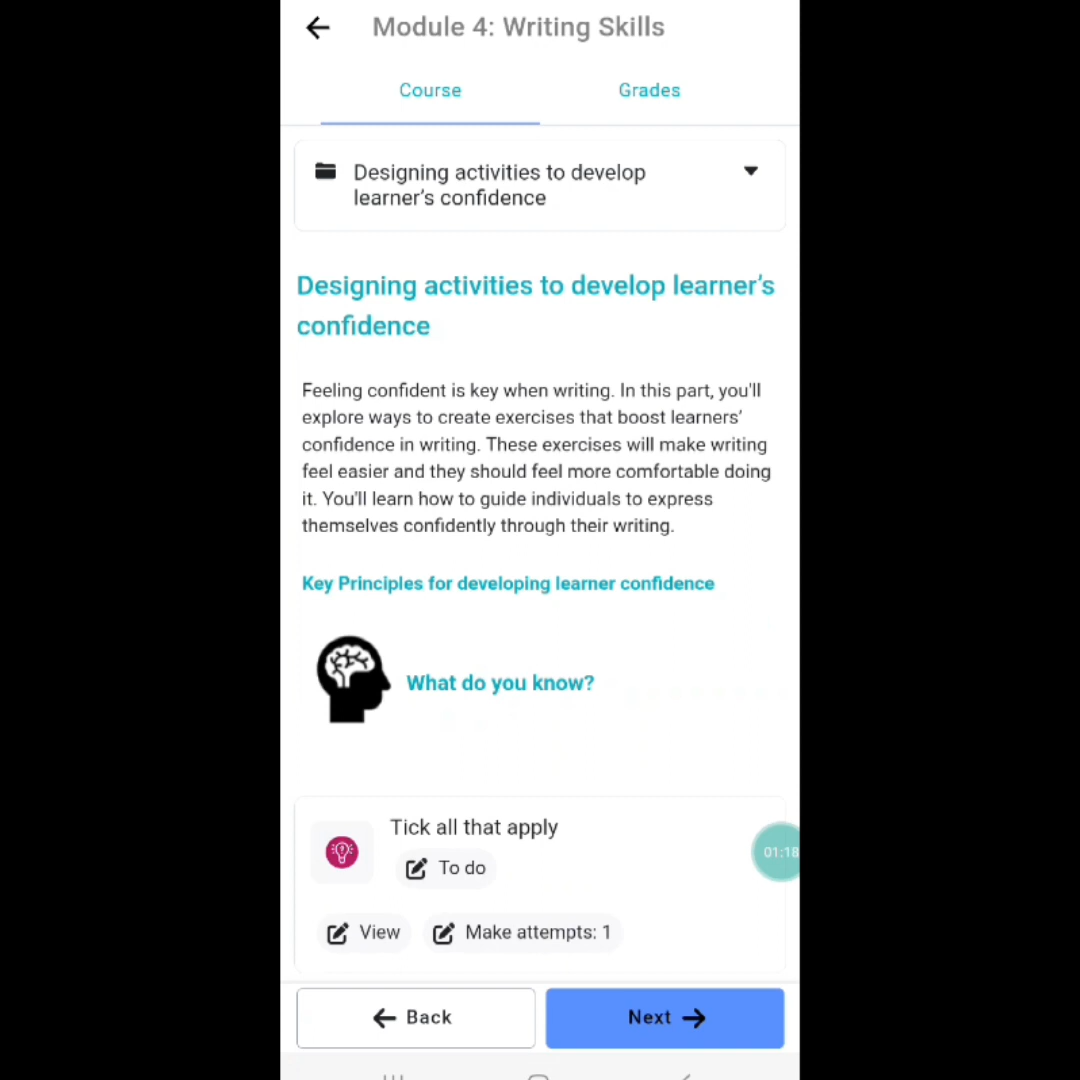 Module 4: Writing Skills
Course
Grades
Designing activities to develop
learner’s confidence
Designing activities to develop learner’s
confidence
Feeling confident is key when writing. In this part, you'll
explore ways to create exercises that boost learners’
confidence in writing. These exercises will make writing
feel easier and they should feel more comfortable doing
it. You'll learn how to guide individuals to express
themselves confidently through their writing.
Key Principles for developing learner confidence
What do you know?
Tick all that apply
To do
01:18
View
Make attempts: 1
Back
Next